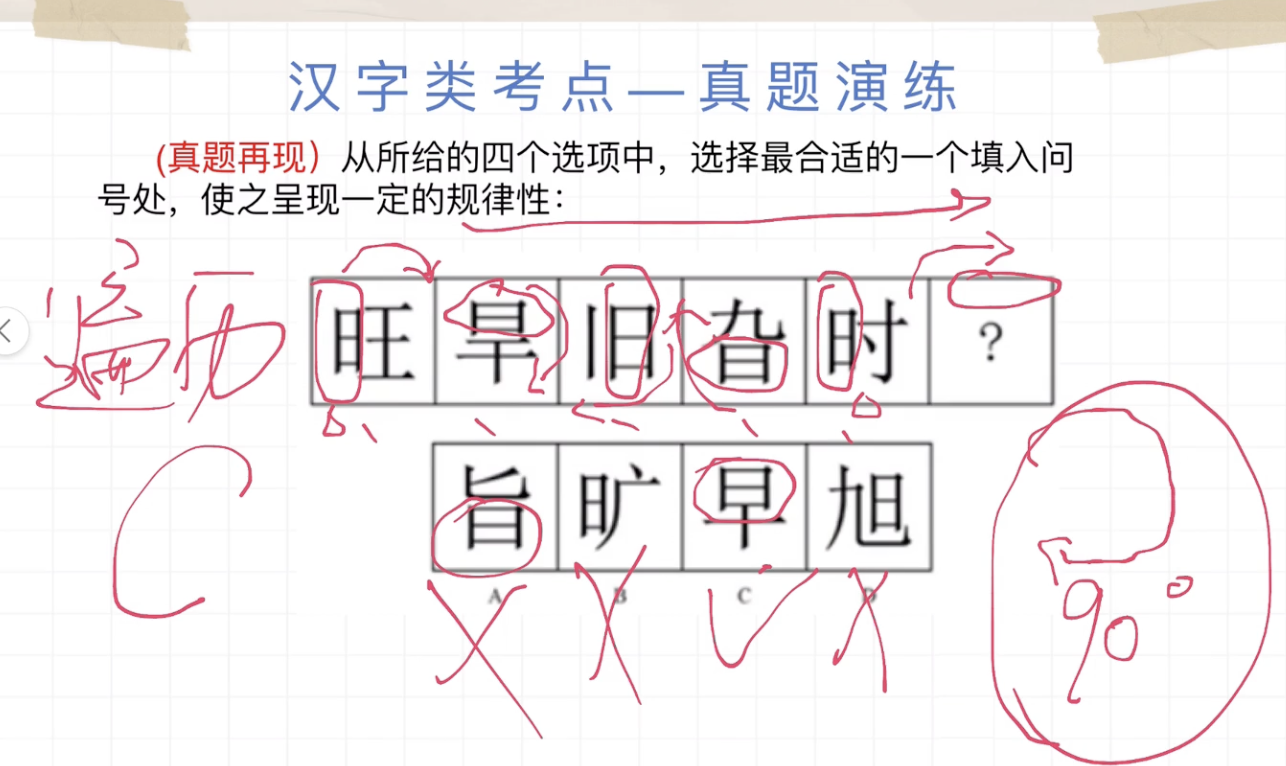 汉字类考点—真题演练
(真题再现）从所给的四个选项中，选择最合适的一个填入问
号处，使之呈现一定的规律性：
遍历
旺 旱 旧 旮 时 ？
C
旨 旷 早 旭
A B C D
90°